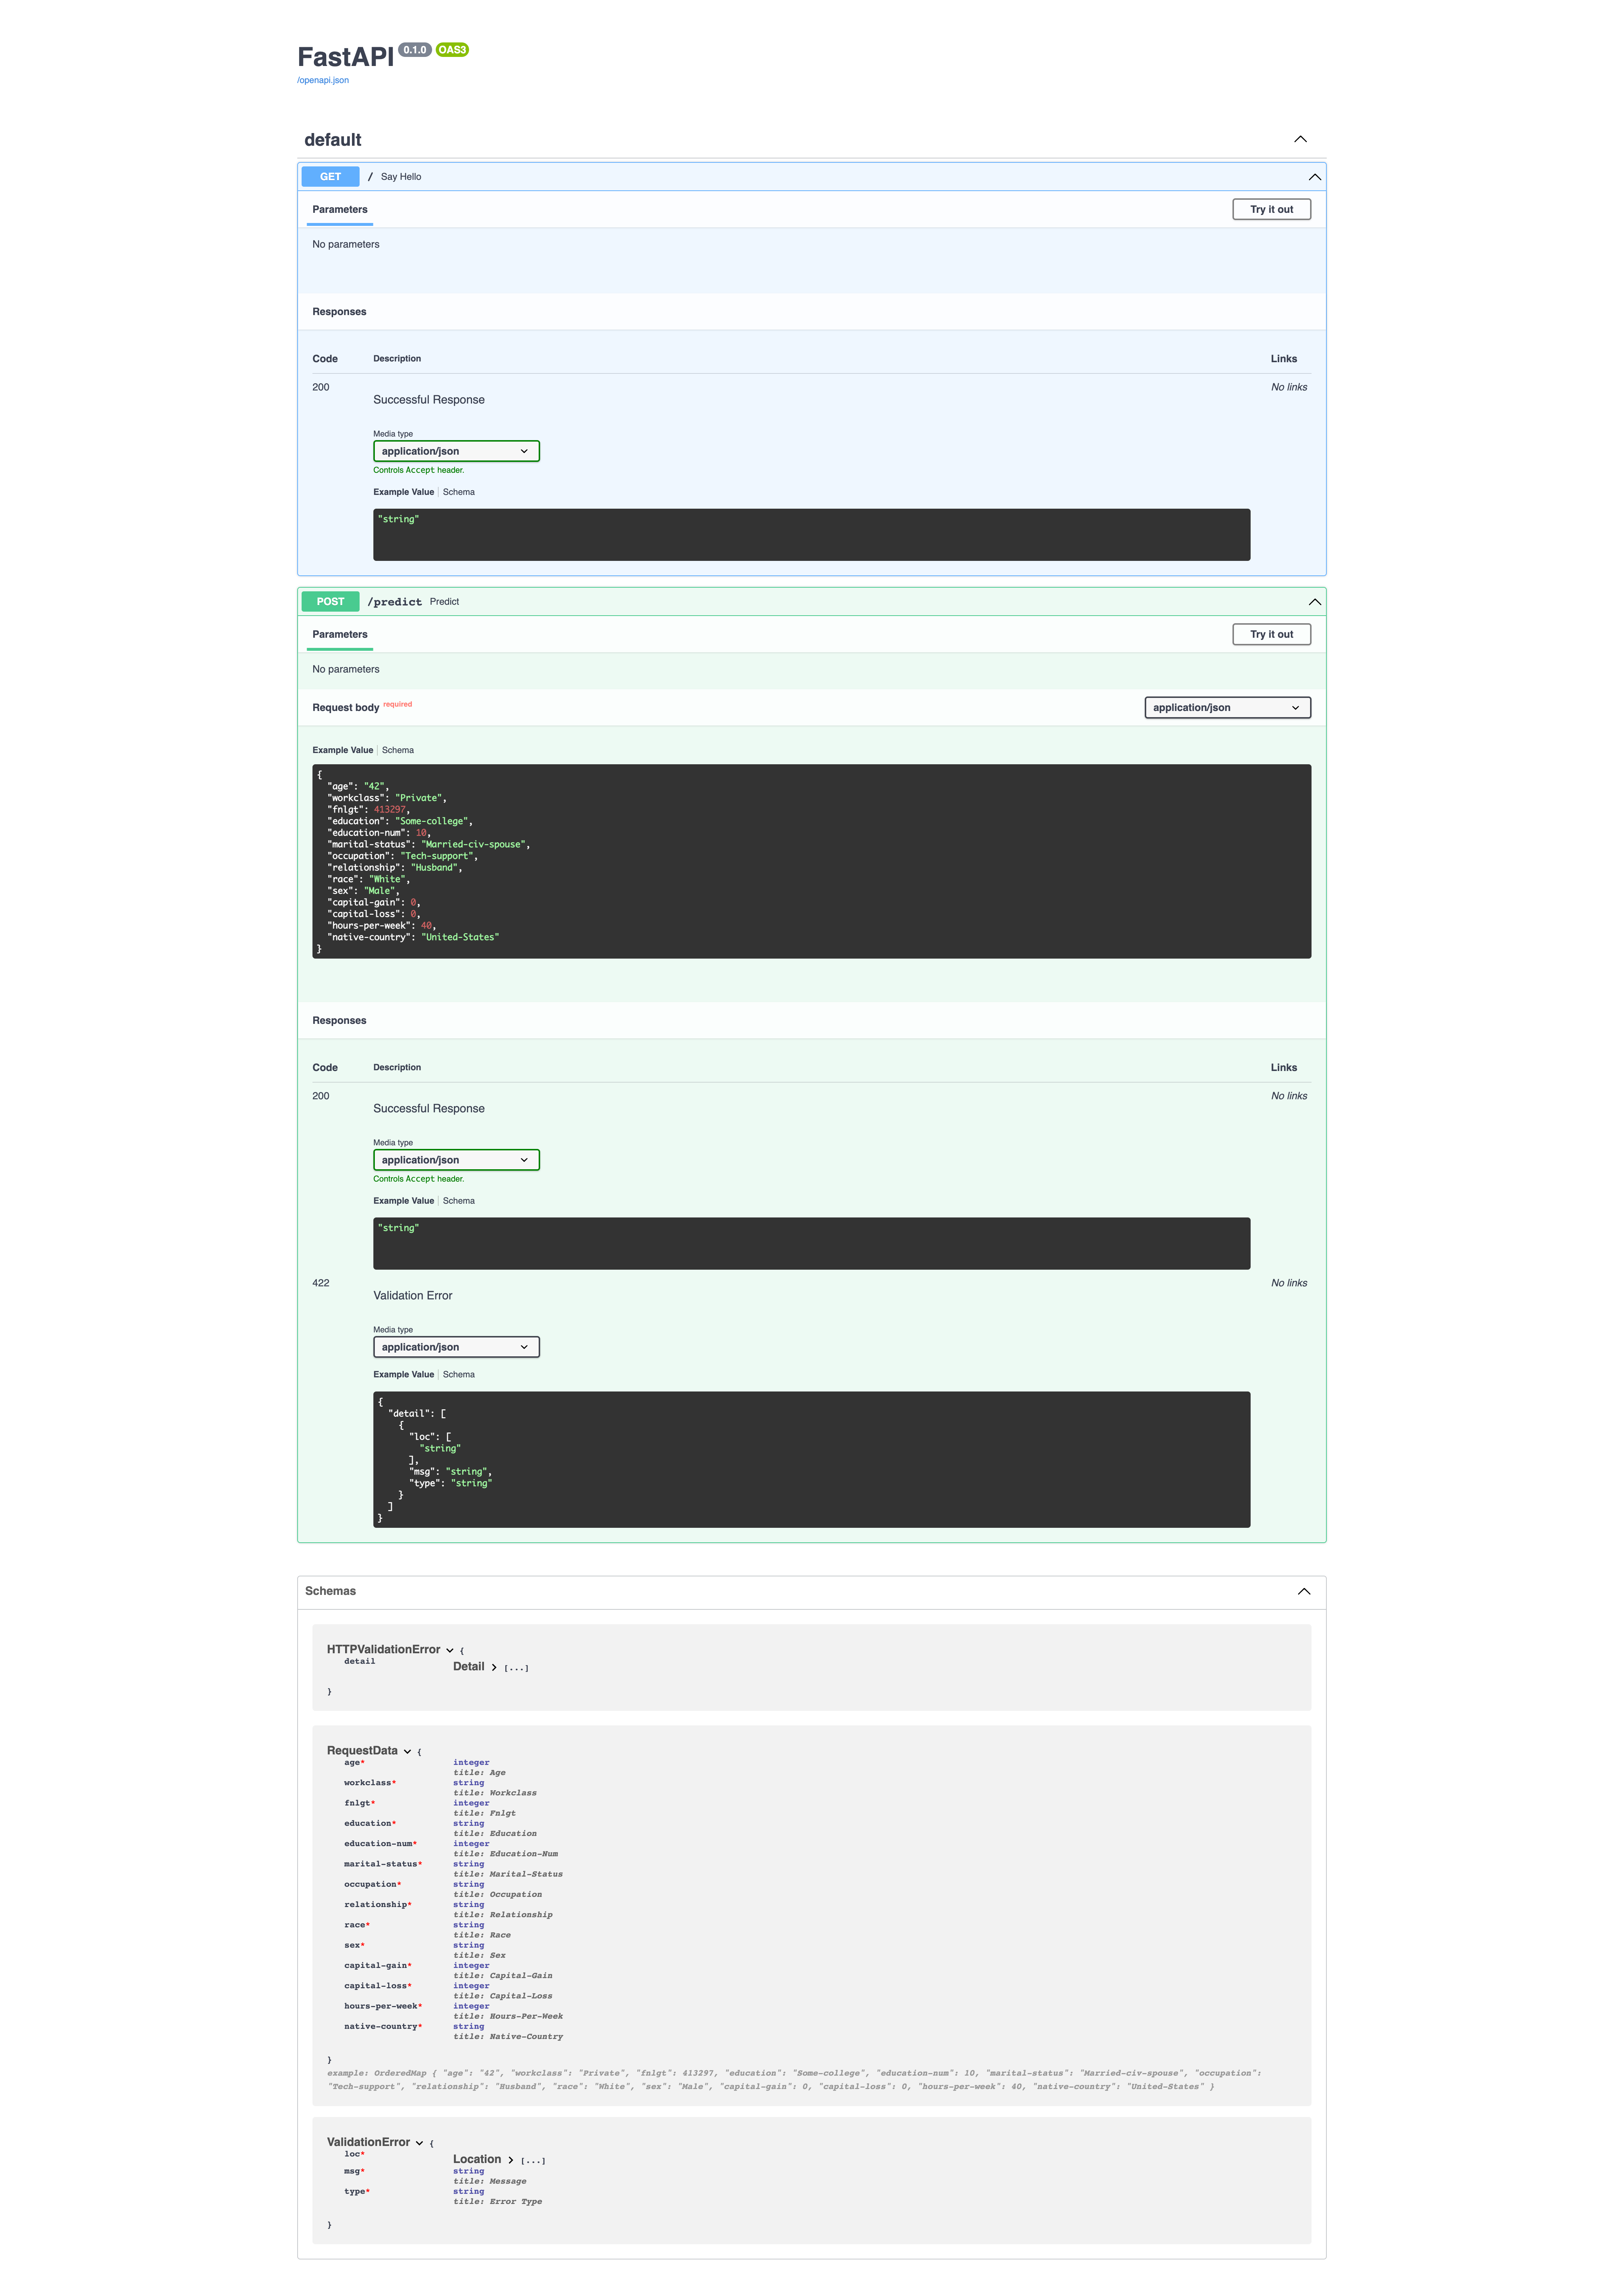 FastAPI 0.1.0 OAS3
/openapi.json
default
GET / Say Hello
Parameters Try it out
No parameters
Responses
Code Description Links
200 No links
Successful Response
Media type
application/json
Controls Accept header.
Example Value Schema
"string"
POST /predict Predict
Parameters Try it out
No parameters
Request body required application/json
Example Value Schema
{
"age": "42",
"workclass": "Private",
"fnlgt": 413297,
"education": "Some-college",
"education-num": 10,
"marital-status": "Married-civ-spouse",
"occupation": "Tech-support",
"relationship": "Husband",
"race": "White",
"sex": "Male",
"capital-gain": 0,
"capital-loss": 0,
"hours-per-week": 40,
"native-country": "United-States"
}
Responses
Code Description Links
200 No links
Successful Response
Media type
application/json
Controls Accept header.
Example Value Schema
"string"
422 No links
Validation Error
Media type
application/json
Example Value Schema
{
"detail": [
{
"loc": [
"string"
],
"msg": "string",
"type": "string"
}
]
}
Schemas
HTTPValidationError {
detail Detail [...]
}
RequestData {
age* integer
title: Age
workclass* string
title: Workclass
fnlgt* integer
title: Fnlgt
education* string
title: Education
education-num* integer
title: Education-Num
marital-status* string
title: Marital-Status
occupation* string
title: Occupation
relationship* string
title: Relationship
race* string
title: Race
sex* string
title: Sex
capital-gain* integer
title: Capital-Gain
capital-loss* integer
title: Capital-Loss
hours-per-week* integer
title: Hours-Per-Week
native-country* string
title: Native-Country
}
example: OrderedMap { "age": "42", "workclass": "Private", "fnlgt": 413297, "education": "Some-college", "education-num": 10, "marital-status": "Married-civ-spouse", "occupation":
"Tech-support", "relationship": "Husband", "race": "White", "sex": "Male", "capital-gain": 0, "capital-loss": 0, "hours-per-week": 40, "native-country": "United-States" }
ValidationError {
loc* Location [...]
msg* string
title: Message
type* string
title: Error Type
}